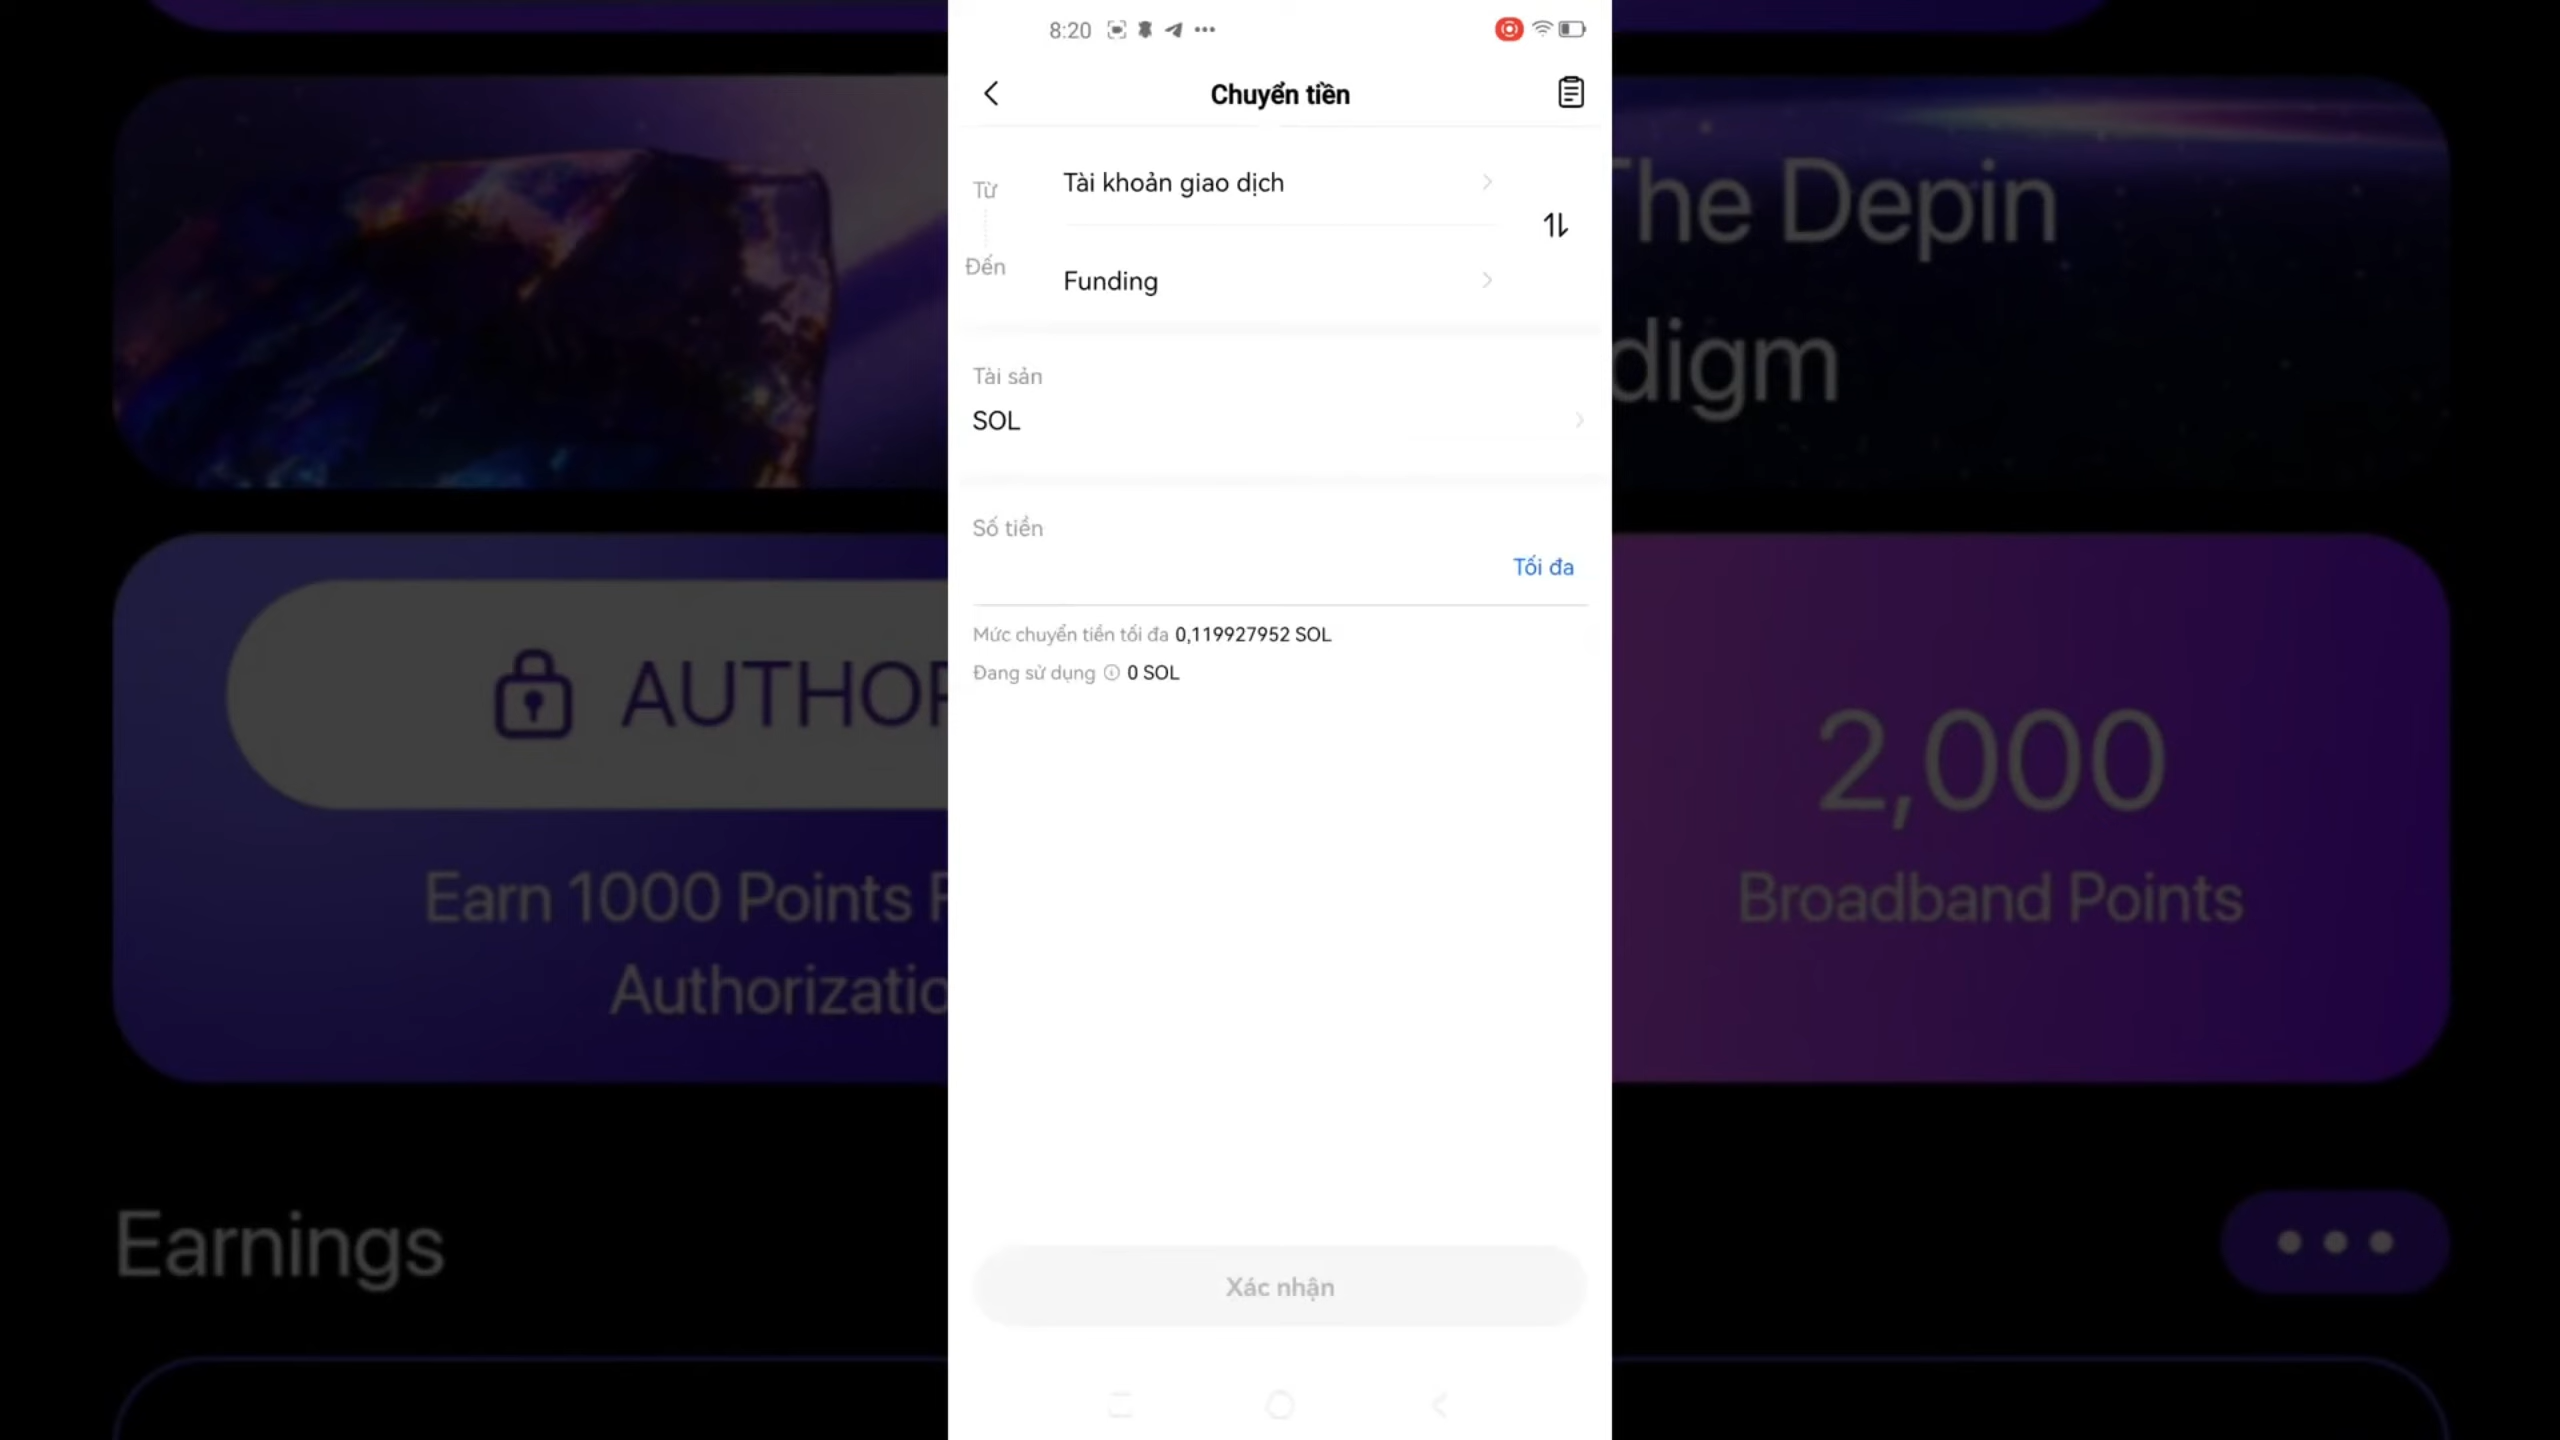 8:20
Chuyển tiền
Từ
Tài khoản giao dịch
Đến
Funding
Tài sản
SOL
Số tiền
Tối đa
Mức chuyển tiền tối đa 0,119927952 SOL
Đang sử dụng 0 SOL
Xác nhận
The Depin
digm
AUTHOR
Earn 1000 Points
Authorizatio
2,000
Broadband Points
Earnings